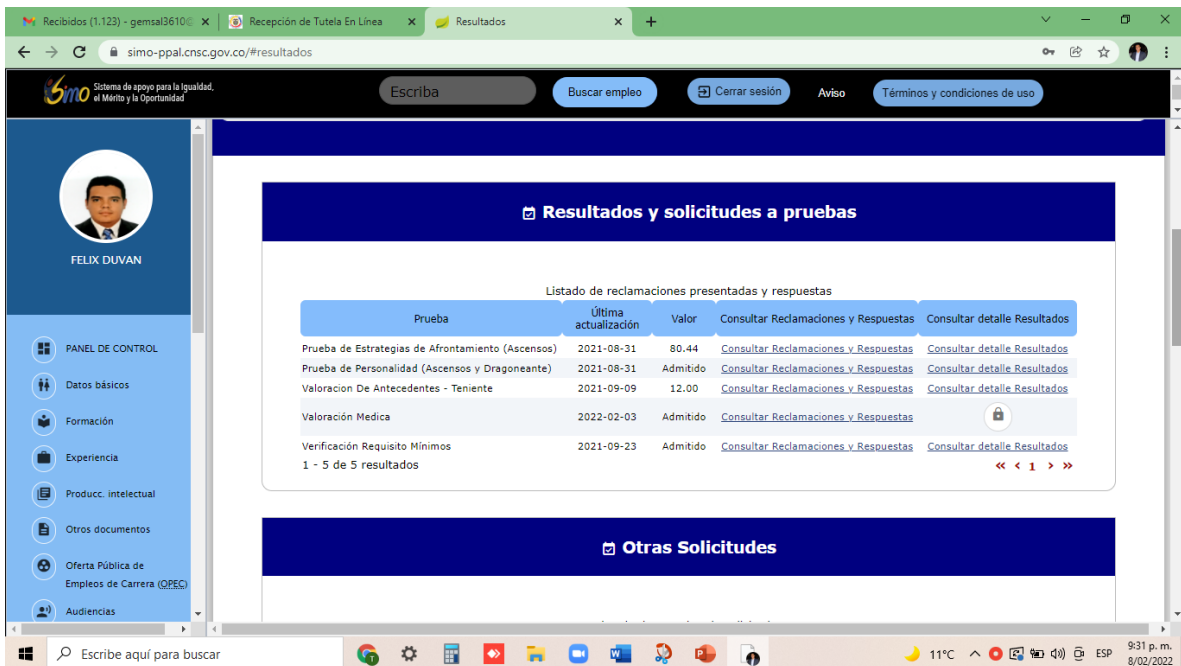 Recibidos (1.123) - gemsal3610@
Recepción de Tutela En Línea
Resultados
simo-ppal.cnsc.gov.co/#resultados
Simo
Sistema de apoyo para la Igualdad,
el Mérito y la Oportunidad
Escriba
Buscar empleo
Cerrar sesión
Aviso
Términos y condiciones de uso
FELIX DUVAN
PANEL DE CONTROL
Datos básicos
Formación
Experiencia
Producc. intelectual
Otros documentos
Oferta Pública de
Empleos de Carrera (OPEC)
Audiencias
Resultados y solicitudes a pruebas
Listado de reclamaciones presentadas y respuestas
Prueba Última actualización Valor Consultar Reclamaciones y Respuestas Consultar detalle Resultados
Prueba de Estrategias de Afrontamiento (Ascensos) 2021-08-31 80.44 Consultar Reclamaciones y Respuestas Consultar detalle Resultados
Prueba de Personalidad (Ascensos y Dragoneante) 2021-08-31 Admitido Consultar Reclamaciones y Respuestas Consultar detalle Resultados
Valoracion De Antecedentes - Teniente 2021-09-09 12.00 Consultar Reclamaciones y Respuestas Consultar detalle Resultados
Valoración Medica 2022-02-03 Admitido Consultar Reclamaciones y Respuestas
Verificación Requisito Mínimos 2021-09-23 Admitido Consultar Reclamaciones y Respuestas Consultar detalle Resultados
1 - 5 de 5 resultados « ‹ 1 › »
Otras Solicitudes
Escribe aquí para buscar
11°C
ESP
9:31 p. m.
8/02/2022